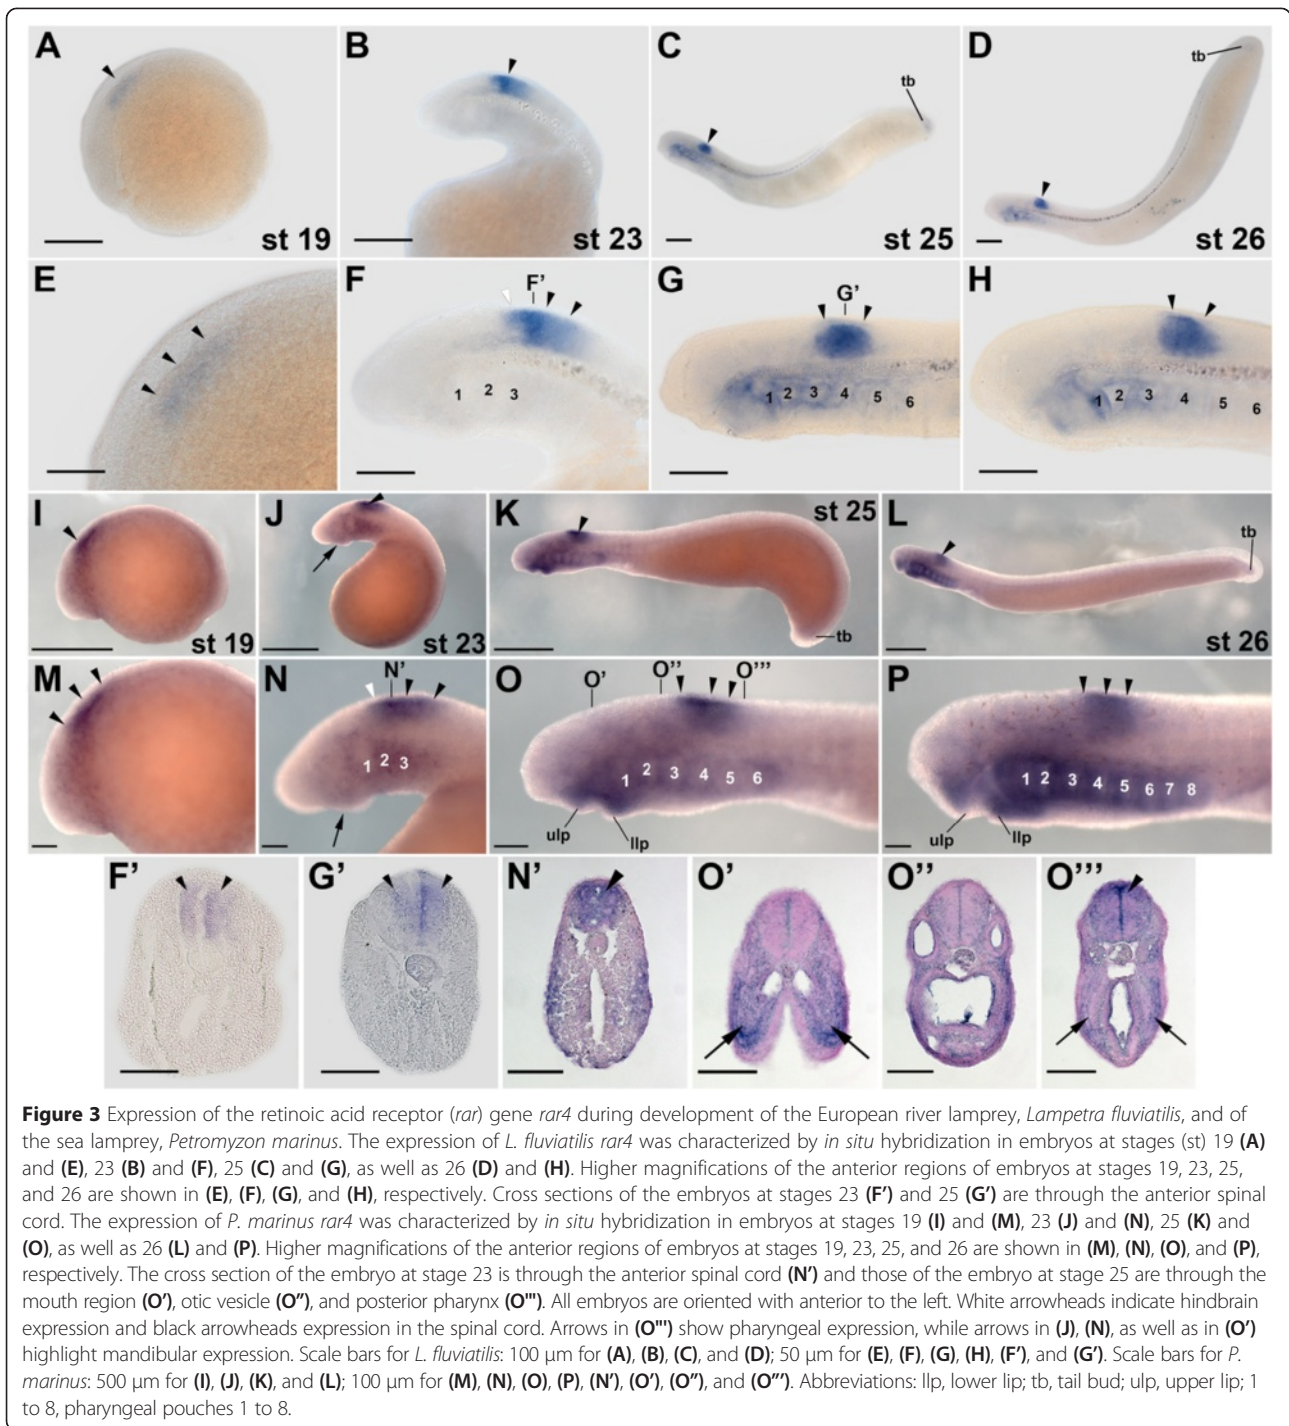 A
B
C
D
tb
tb
st 19
st 23
st 25
st 26
E
F
F’
G
G’
H
1 2 3
1 2 3 4 5 6
1 2 3 4 5 6
I
J
K
st 25
L
tb
st 19
st 23
tb
st 26
M
N
N’
O
O’
O’’
O’’’
P
1 2 3
1 2 3 4 5 6
1 2 3 4 5 6 7 8
ulp
llp
ulp
llp
F’
G’
N’
O’
O’’
O’’’
Figure 3 Expression of the retinoic acid receptor (rar) gene rar4 during development of the European river lamprey, Lampetra fluviatilis, and of
the sea lamprey, Petromyzon marinus. The expression of L. fluviatilis rar4 was characterized by in situ hybridization in embryos at stages (st) 19 (A)
and (E), 23 (B) and (F), 25 (C) and (G), as well as 26 (D) and (H). Higher magnifications of the anterior regions of embryos at stages 19, 23, 25,
and 26 are shown in (E), (F), (G), and (H), respectively. Cross sections of the embryos at stages 23 (F’) and 25 (G’) are through the anterior spinal
cord. The expression of P. marinus rar4 was characterized by in situ hybridization in embryos at stages 19 (I) and (M), 23 (J) and (N), 25 (K) and
(O), as well as 26 (L) and (P). Higher magnifications of the anterior regions of embryos at stages 19, 23, 25, and 26 are shown in (M), (N), (O), and (P),
respectively. The cross section of the embryo at stage 23 is through the anterior spinal cord (N’) and those of the embryo at stage 25 are through the
mouth region (O’), otic vesicle (O’’), and posterior pharynx (O"’). All embryos are oriented with anterior to the left. White arrowheads indicate hindbrain
expression and black arrowheads expression in the spinal cord. Arrows in (O"’) show pharyngeal expression, while arrows in (J), (N), as well as in (O’)
highlight mandibular expression. Scale bars for L. fluviatilis: 100 μm for (A), (B), (C), and (D); 50 μm for (E), (F), (G), (H), (F’), and (G’). Scale bars for P.
marinus: 500 μm for (I), (J), (K), and (L); 100 μm for (M), (N), (O), (P), (N’), (O’), (O’’), and (O’’’). Abbreviations: llp, lower lip; tb, tail bud; ulp, upper lip; 1
to 8, pharyngeal pouches 1 to 8.